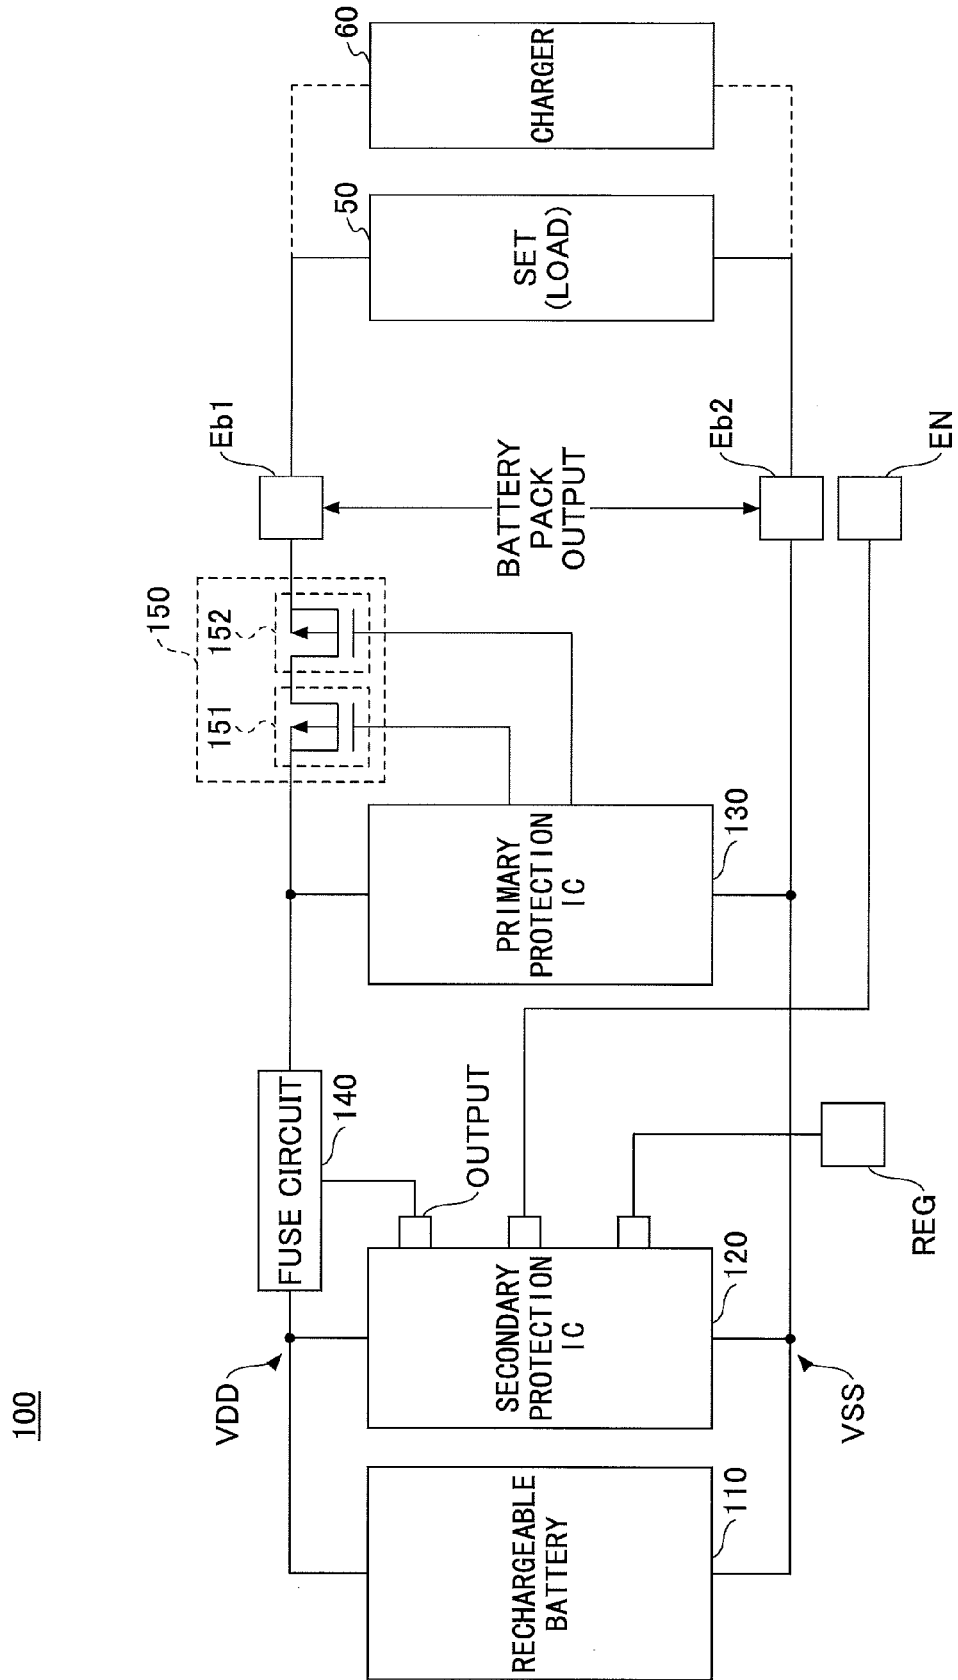 100
VDD
FUSE CIRCUIT
140
150
151
152
Eb1
50
60
RECHARGEABLE
BATTERY
110
SECONDARY
PROTECTION
IC
120
OUTPUT
PRIMARY
PROTECTION
IC
130
BATTERY
PACK
OUTPUT
SET
(LOAD)
CHARGER
VSS
REG
Eb2
EN